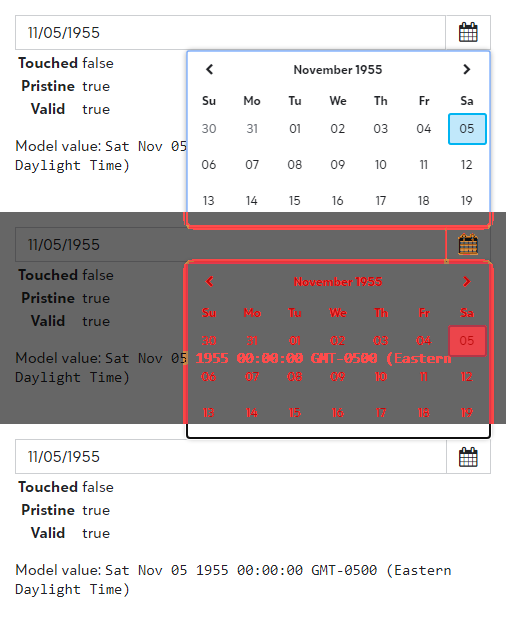 11/05/1955
Touched false
Pristine true
Valid true
Model value: Sat Nov 05
Daylight Time)
November 1955
Su Mo Tu We Th Fr Sa
30 31 01 02 03 04 05
06 07 08 09 10 11 12
13 14 15 16 17 18 19
11/05/1955
Touched false
Pristine true
Valid true
Model value: Sat Nov 05 1955 00:00:00 GMT-0500 (Eastern
Daylight Time)
November 1955
Su Mo Tu We Th Fr Sa
30 31 01 02 03 04 05
06 07 08 09 10 11 12
13 14 15 16 17 18 19
11/05/1955
Touched false
Pristine true
Valid true
Model value: Sat Nov 05 1955 00:00:00 GMT-0500 (Eastern
Daylight Time)